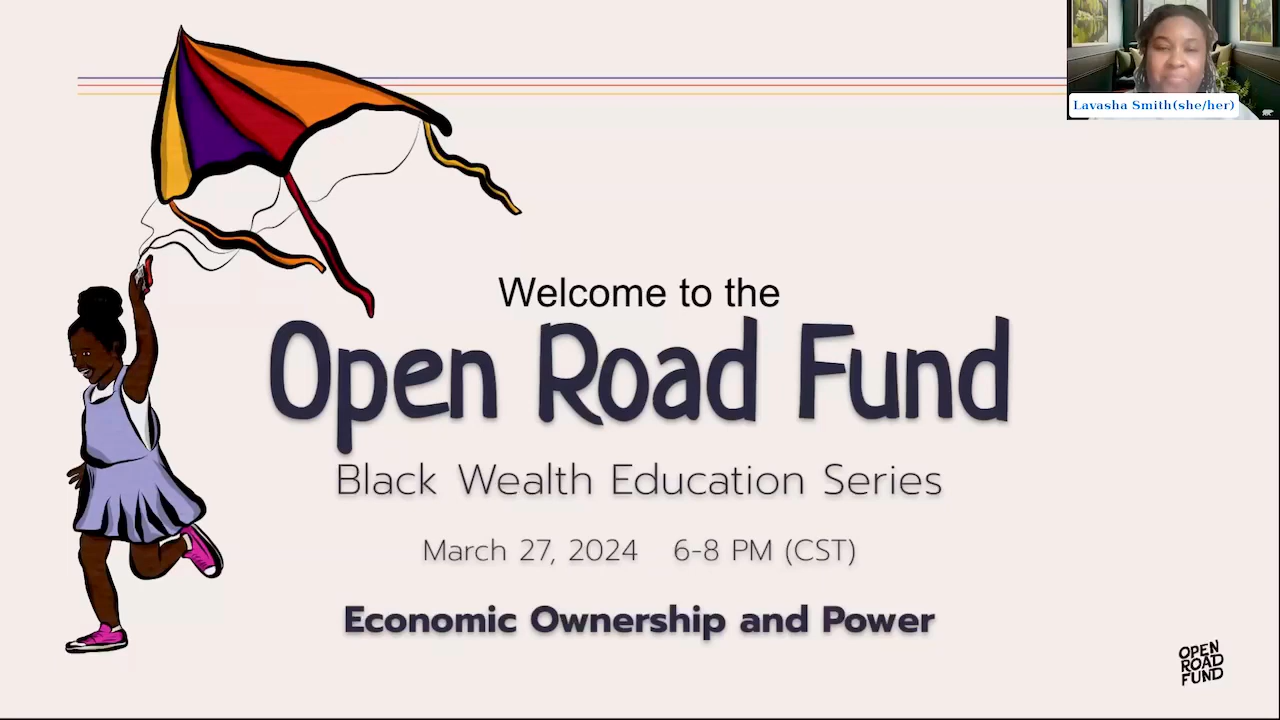 Lavasha Smith(she/her)
Welcome to the
Open Road Fund
Black Wealth Education Series
March 27, 2024 6-8 PM (CST)
Economic Ownership and Power
OPEN
ROAD
FUND